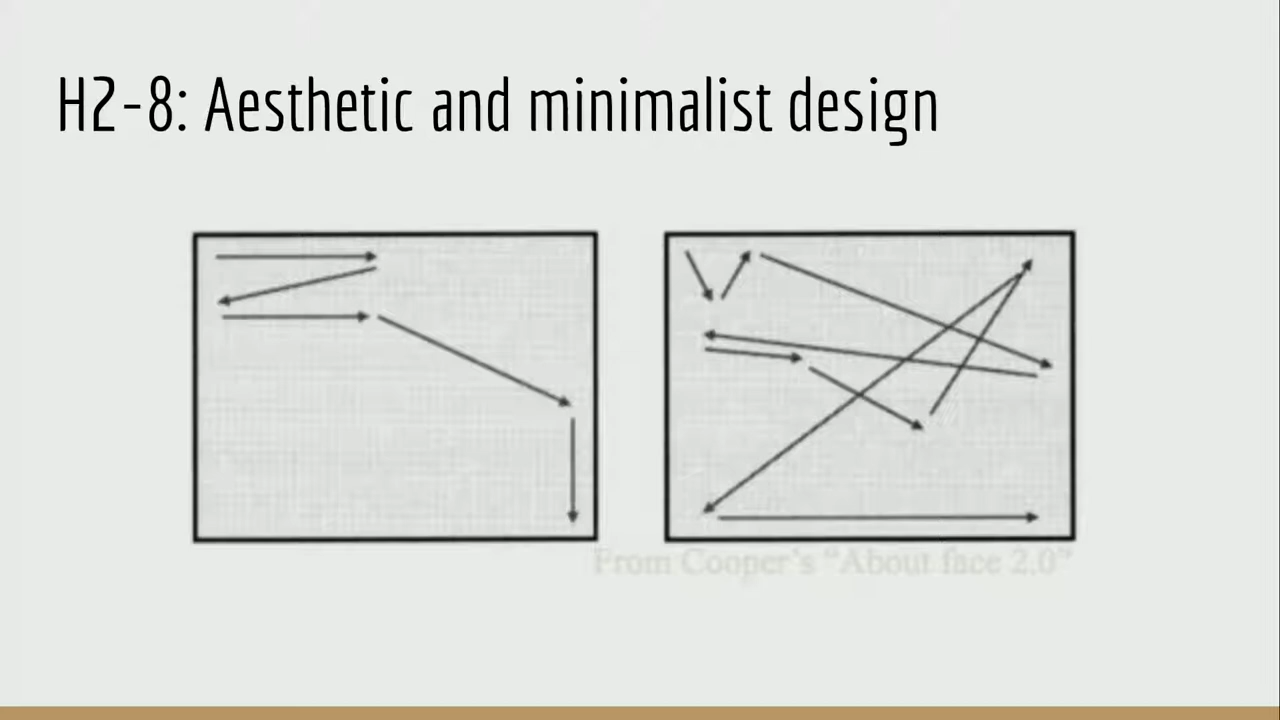 H2-8: Aesthetic and minimalist design
From Cooper's "About face 2.0"